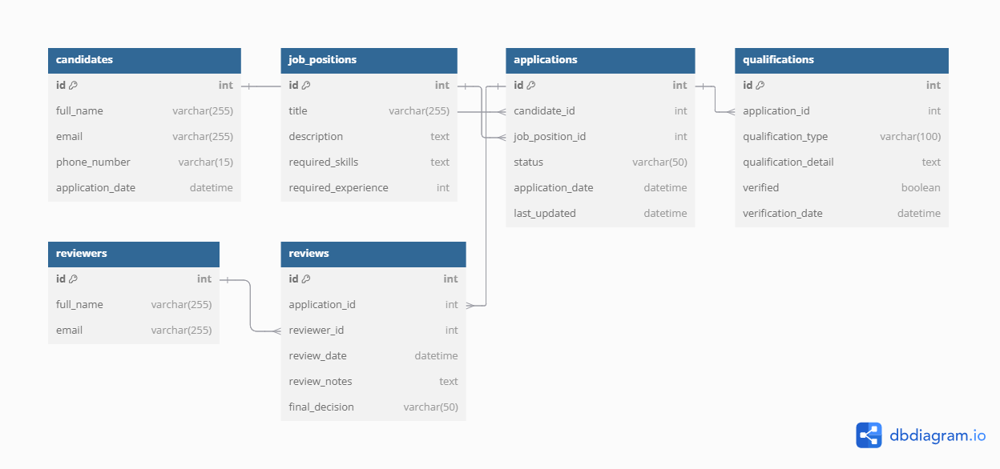 candidates
id int
full_name varchar(255)
email varchar(255)
phone_number varchar(15)
application_date datetime
job_positions
id int
title varchar(255)
description text
required_skills text
required_experience int
applications
id int
candidate_id int
job_position_id int
status varchar(50)
application_date datetime
last_updated datetime
qualifications
id int
application_id int
qualification_type varchar(100)
qualification_detail text
verified boolean
verification_date datetime
reviewers
id int
full_name varchar(255)
email varchar(255)
reviews
id int
application_id int
reviewer_id int
review_date datetime
review_notes text
final_decision varchar(50)
dbdiagram.io